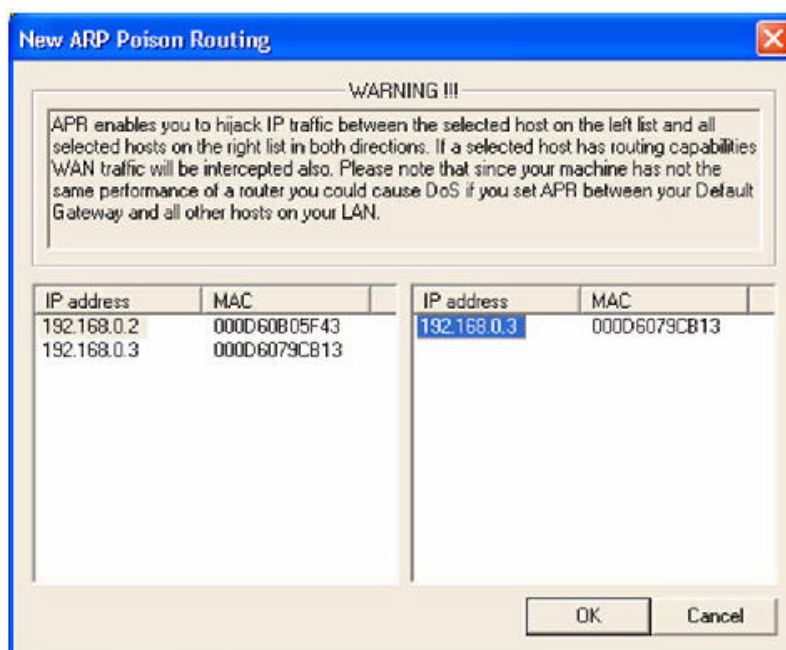 New ARP Poison Routing
WARNING !!!
APR enables you to hijack IP traffic between the selected host on the left list and all
selected hosts on the right list in both directions. If a selected host has routing capabilities
WAN traffic will be intercepted also. Please note that since your machine has not the
same performance of a router you could cause DoS if you set APR between your Default
Gateway and all other hosts on your LAN.
IP address MAC IP address MAC
192.168.0.2 000D60B05F43 192.168.0.3 000D6079CB13
192.168.0.3 000D6079CB13
OK Cancel